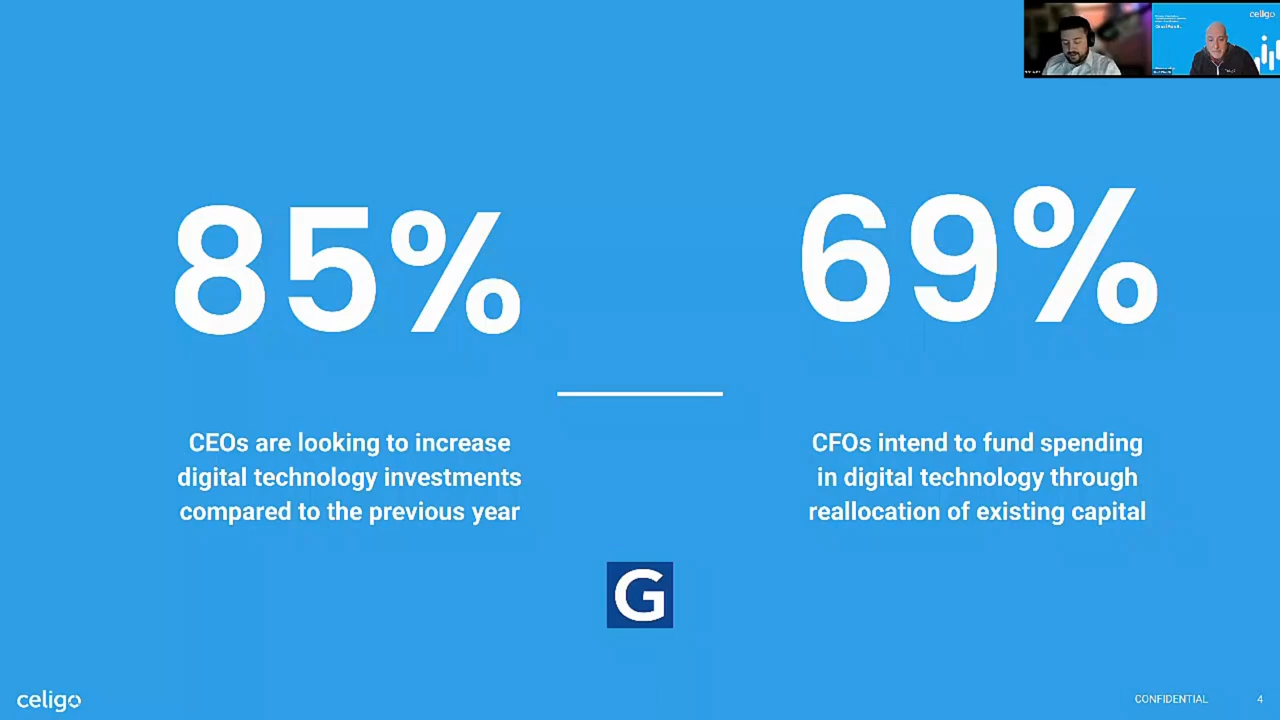 celigo
85%
69%
CEOs are looking to increase
digital technology investments
compared to the previous year
CFOs intend to fund spending
in digital technology through
reallocation of existing capital
G
celigo
CONFIDENTIAL
4